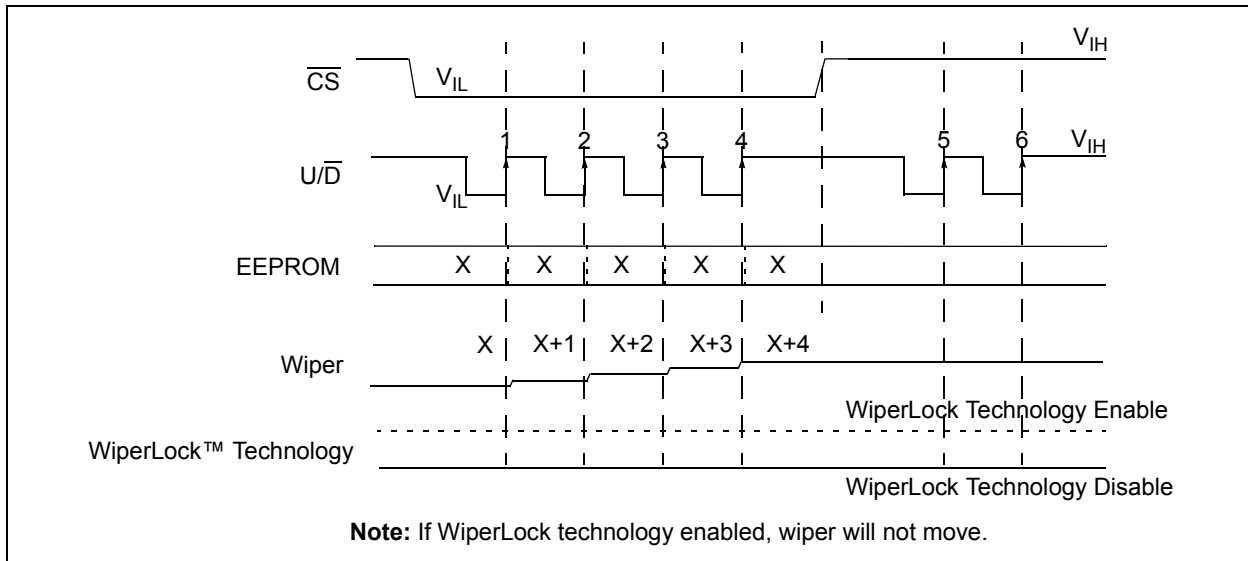 V_IH
C̅S̅
V_IL
1 2 3 4 5 6
V_IH
U/D̅
V_IL
EEPROM
X X X X X
X X+1 X+2 X+3 X+4
Wiper
WiperLock Technology Enable
WiperLock™ Technology
WiperLock Technology Disable
Note: If WiperLock technology enabled, wiper will not move.